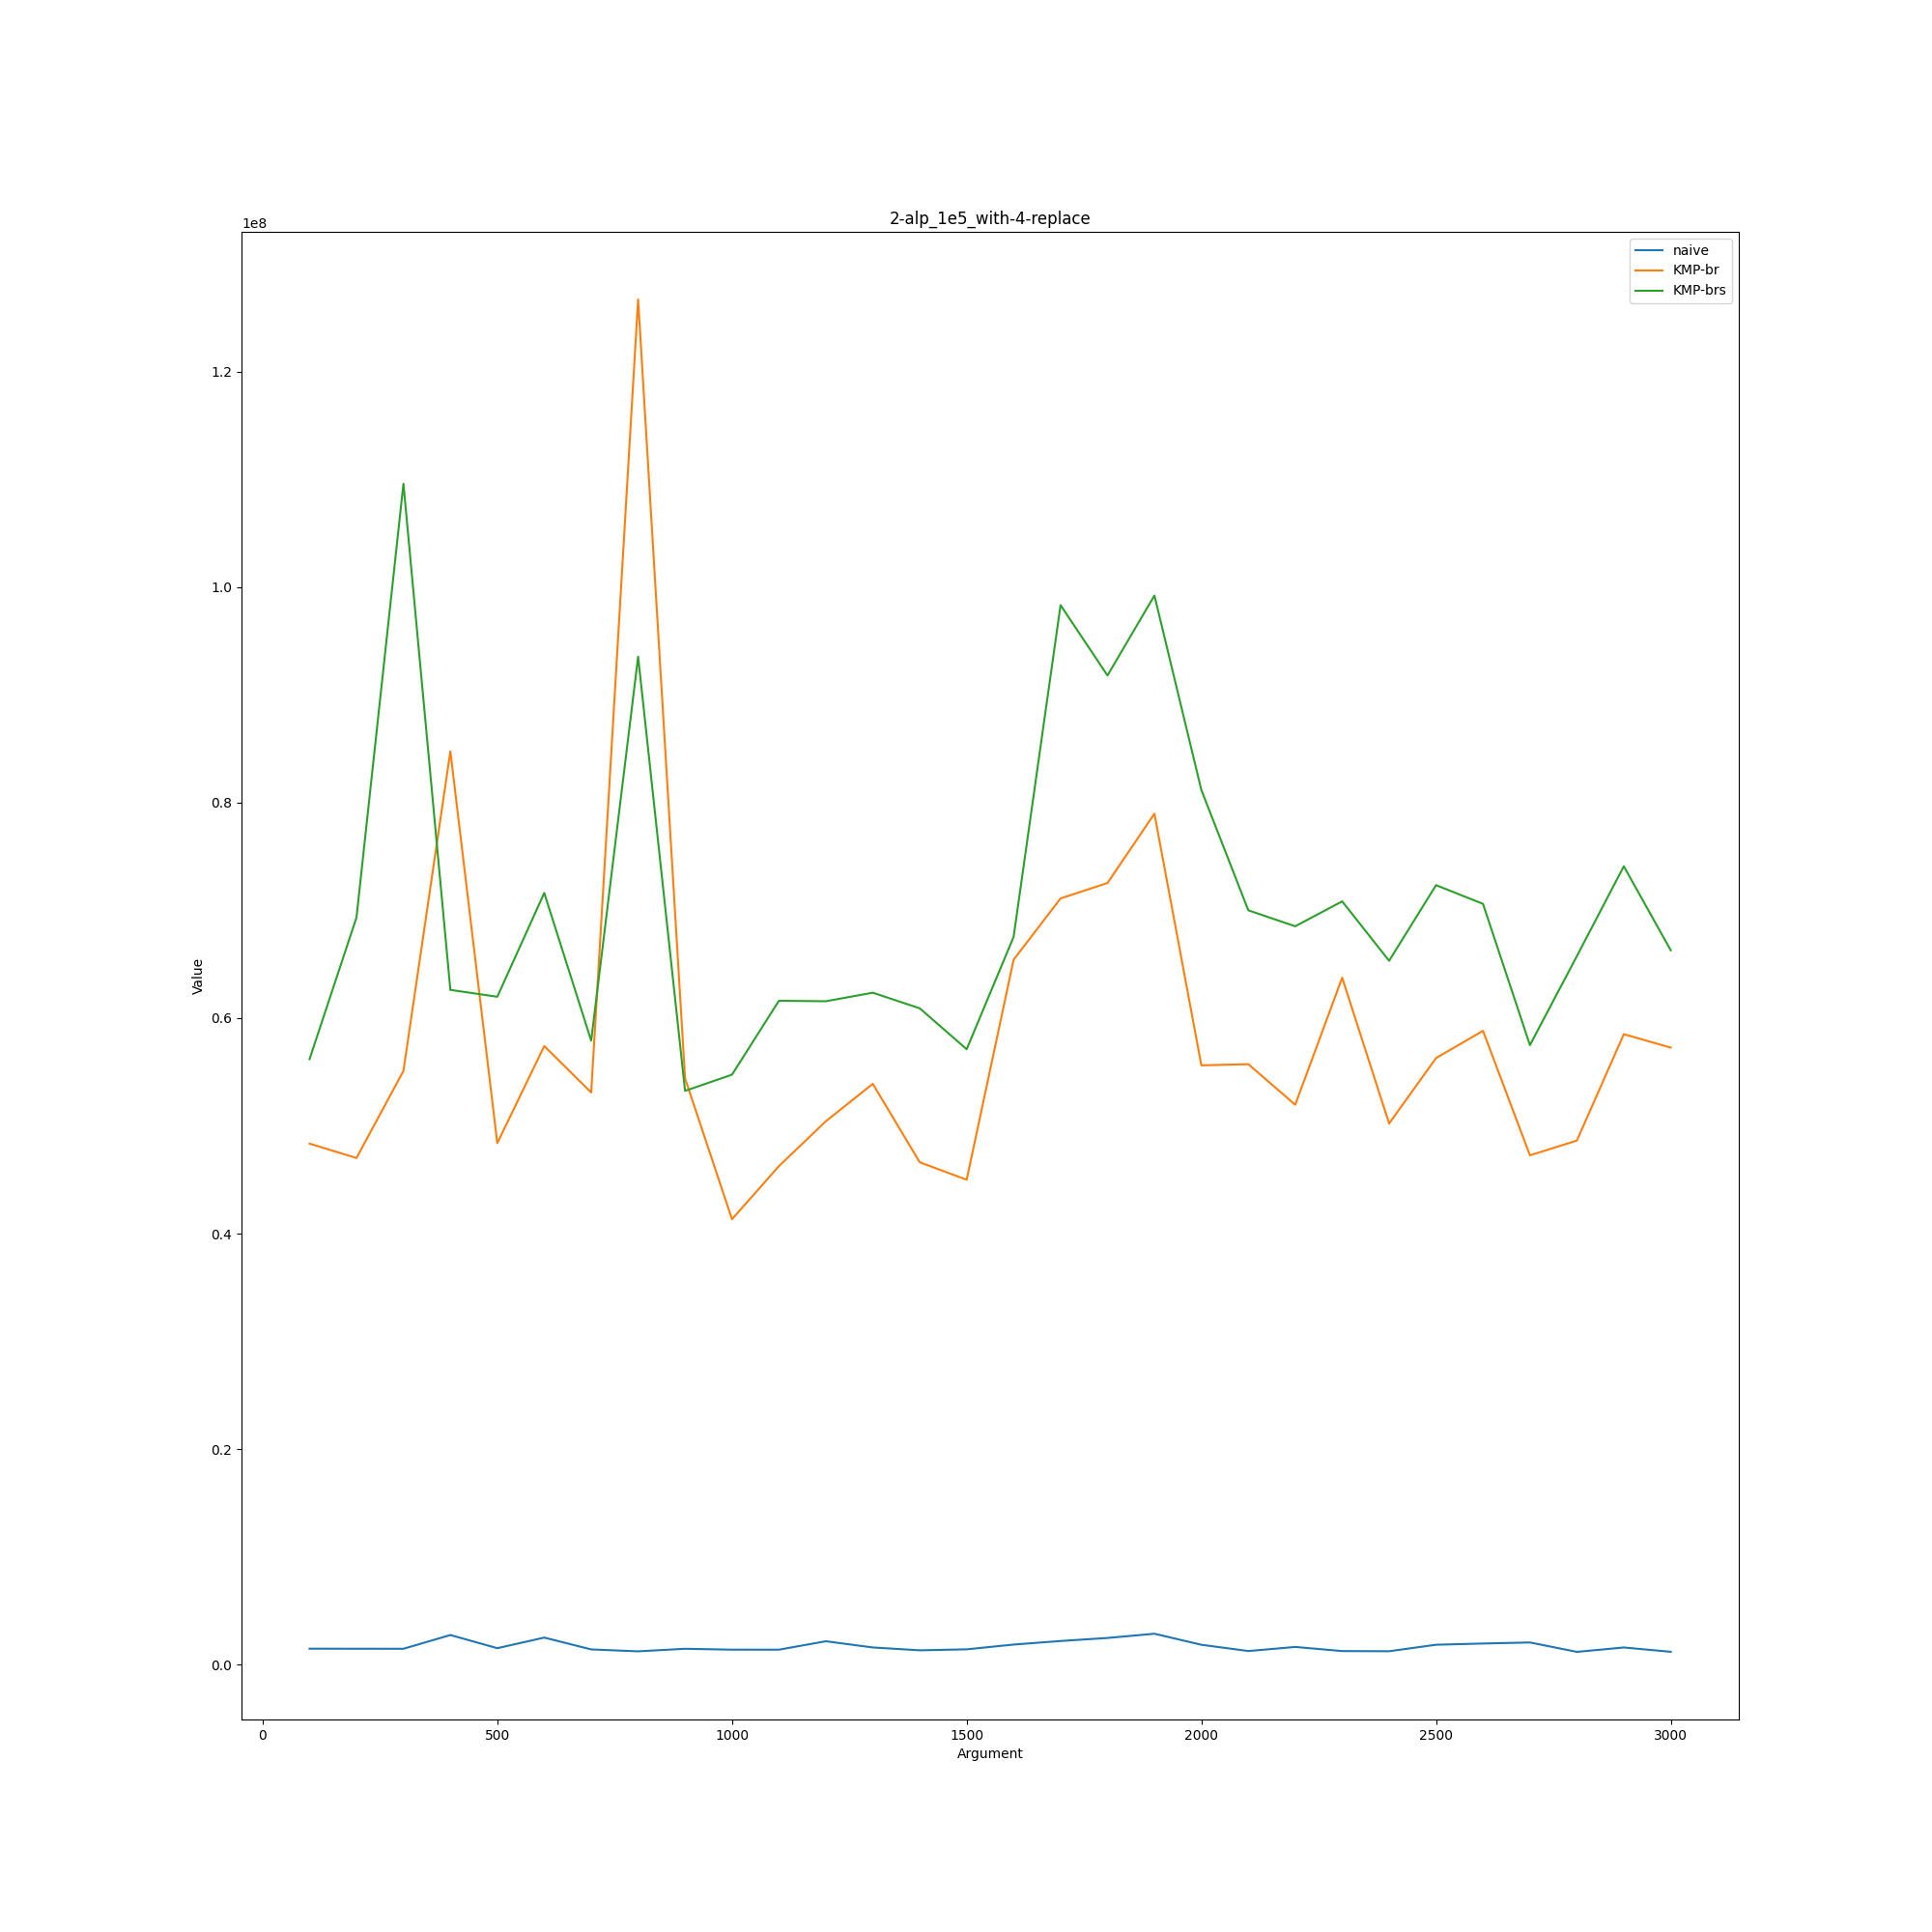 2-alp_1e5_with-4-replace
1e8
naive
KMP-br
KMP-brs
1.2
1.0
0.8
0.6
0.4
0.2
0.0
Value
0 500 1000 1500 2000 2500 3000
Argument